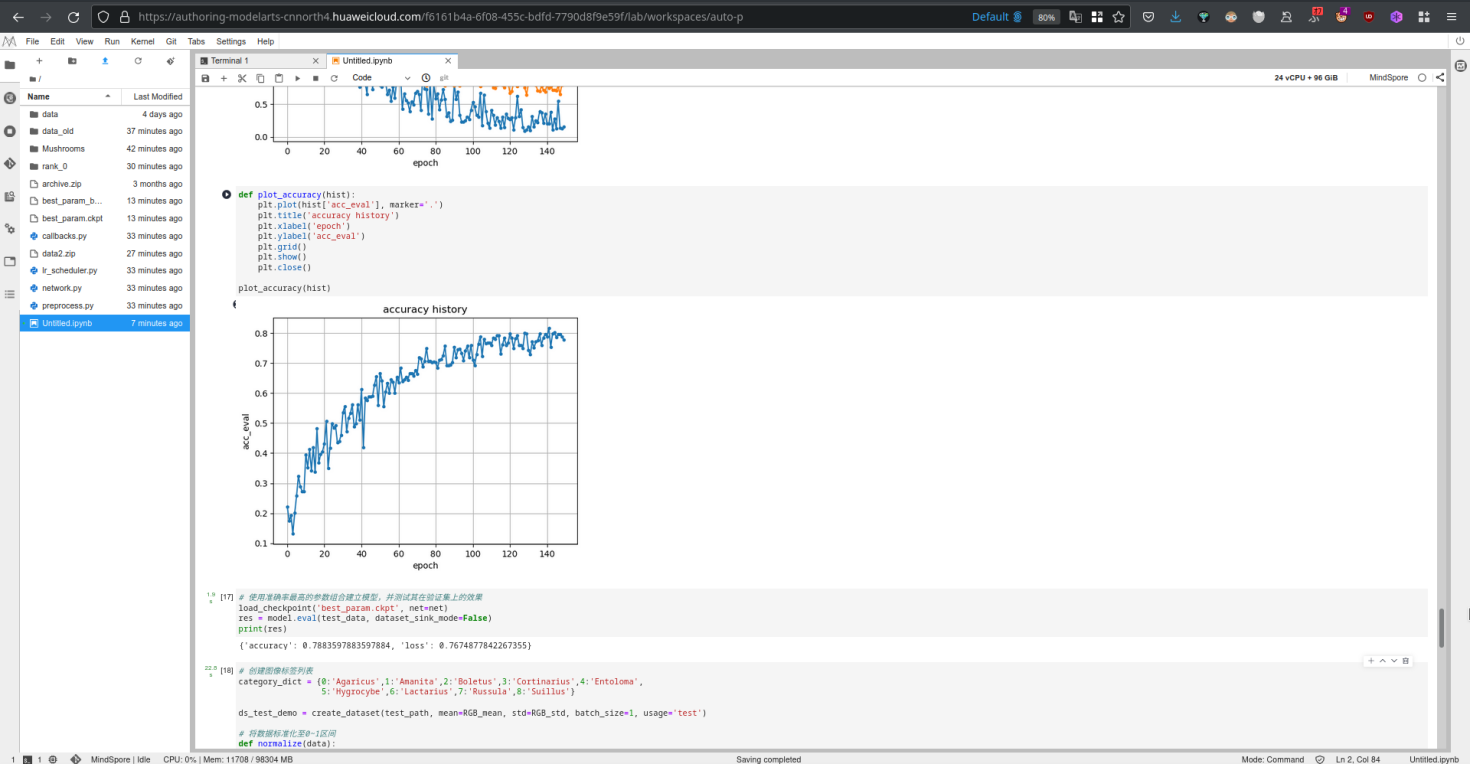 https://authoring-modelarts-cnnorth4.huaweicloud.com/f6161b4a-6f08-455c-bdfd-7790d8f9e59f/lab/workspaces/auto-p
Default
80%
12
4
File Edit View Run Kernel Git Tabs Settings Help
/
Name Last Modified
data 4 days ago
data_old 37 minutes ago
Mushrooms 42 minutes ago
rank_0 30 minutes ago
archive.zip 3 months ago
best_param_b... 13 minutes ago
best_param.ckpt 13 minutes ago
callbacks.py 33 minutes ago
data2.zip 27 minutes ago
lr_scheduler.py 33 minutes ago
network.py 33 minutes ago
preprocess.py 33 minutes ago
Untitled.ipynb 7 minutes ago
Terminal 1
Untitled.ipynb
Code
git
24 vCPU + 96 GiB
MindSpore
0.5
0.0
0 20 40 60 80 100 120 140
epoch
def plot_accuracy(hist):
plt.plot(hist['acc_eval'], marker='.')
plt.title('accuracy history')
plt.xlabel('epoch')
plt.ylabel('acc_eval')
plt.grid()
plt.show()
plt.close()
plot_accuracy(hist)
accuracy history
0.8
0.7
0.6
0.5
0.4
0.3
0.2
0.1
acc_eval
0 20 40 60 80 100 120 140
epoch
[17] # 使用准确率最高的参数组合建立模型，并测试其在验证集上的效果
load_checkpoint('best_param.ckpt', net=net)
res = model.eval(test_data, dataset_sink_mode=False)
print(res)
{'accuracy': 0.7883597883597884, 'loss': 0.7674877842267355}
[18] # 创建图像标签列表
category_dict = {0:'Agaricus',1:'Amanita',2:'Boletus',3:'Cortinarius',4:'Entoloma',
5:'Hygrocybe',6:'Lactarius',7:'Russula',8:'Suillus'}
ds_test_demo = create_dataset(test_path, mean=RGB_mean, std=RGB_std, batch_size=1, usage='test')
# 将数据标准化至0~1区间
def normalize(data):
1 1 MindSpore | Idle CPU: 0% | Mem: 11708 / 98304 MB
Saving completed
Mode: Command Ln 2, Col 84 Untitled.ipynb